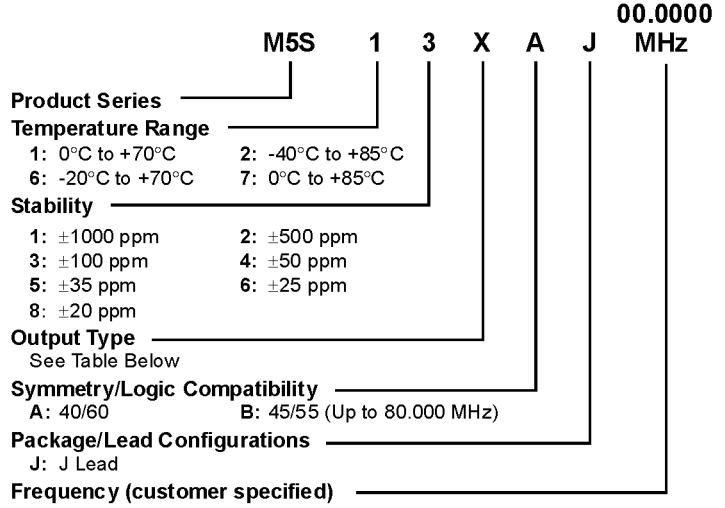 00.0000
M5S 1 3 X A J MHz
Product Series
Temperature Range
1: 0°C to +70°C 2: -40°C to +85°C
6: -20°C to +70°C 7: 0°C to +85°C
Stability
1: ±1000 ppm 2: ±500 ppm
3: ±100 ppm 4: ±50 ppm
5: ±35 ppm 6: ±25 ppm
8: ±20 ppm
Output Type
See Table Below
Symmetry/Logic Compatibility
A: 40/60 B: 45/55 (Up to 80.000 MHz)
Package/Lead Configurations
J: J Lead
Frequency (customer specified)